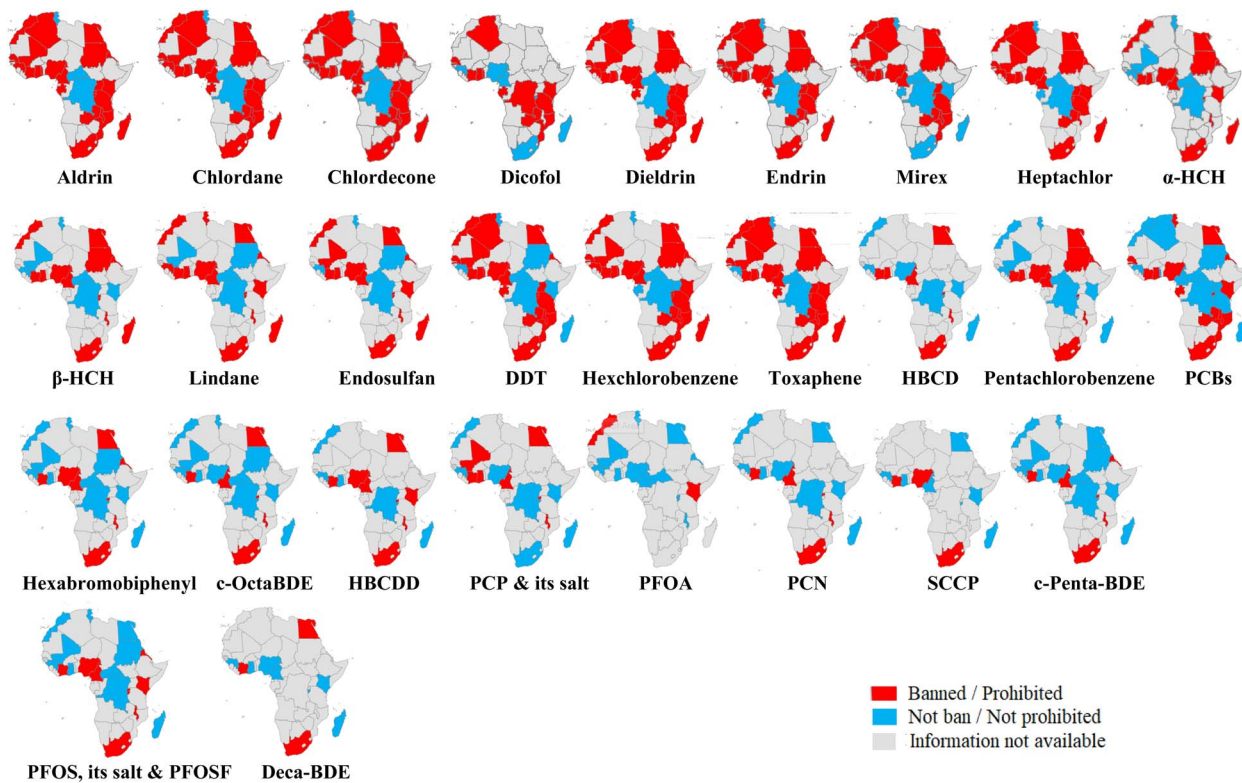 Aldrin Chlordane Chlordecone Dicofol Dieldrin Endrin Mirex Heptachlor α-HCH
β-HCH Lindane Endosulfan DDT Hexchlorobenzene Toxaphene HBCD Pentachlorobenzene PCBs
Hexabromobiphenyl c-OctaBDE HBCDD PCP & its salt PFOA PCN SCCP c-Penta-BDE
PFOS, its salt & PFOSF Deca-BDE
Banned / Prohibited
Not ban / Not prohibited
Information not available